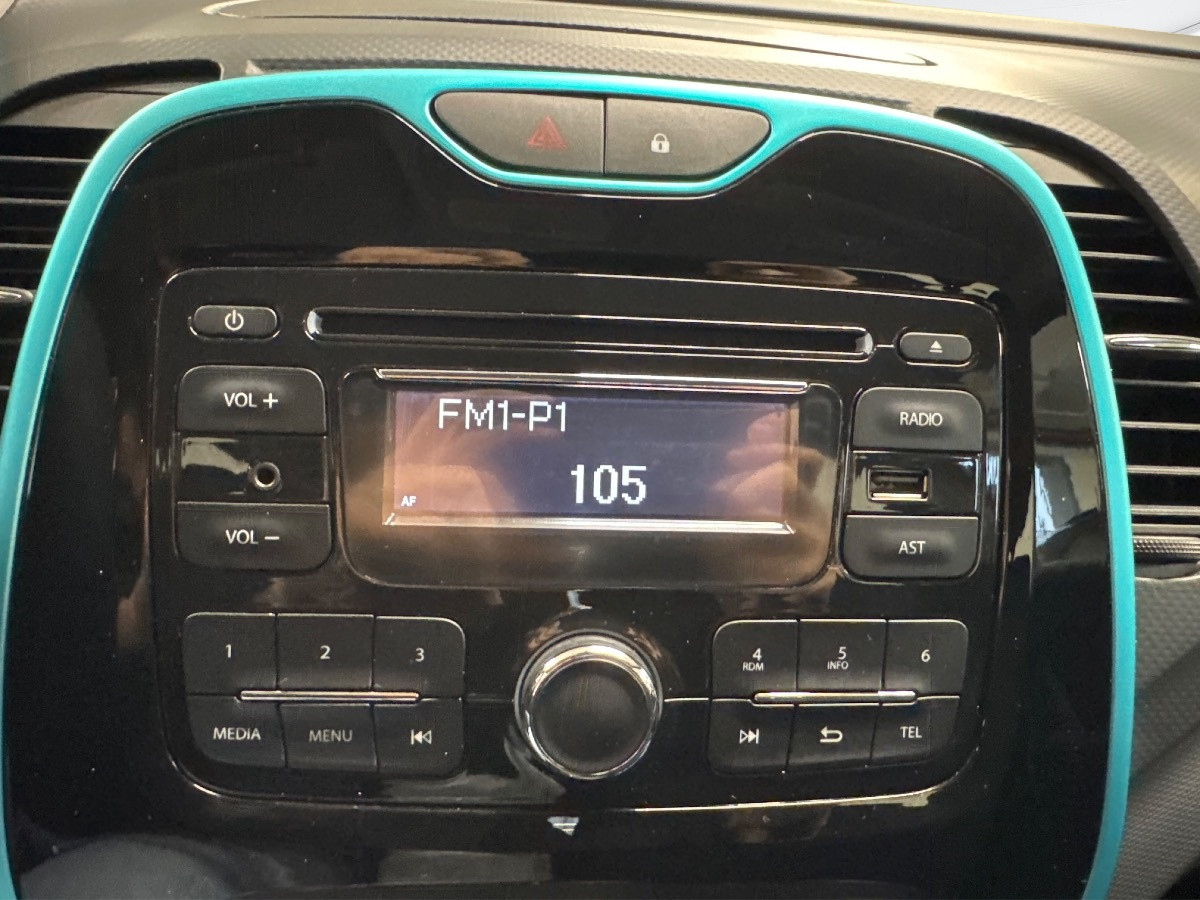 VOL +
VOL −
FM1-P1
105
AF
RADIO
AST
1
2
3
MEDIA
MENU
4
RDM
5
INFO
6
TEL